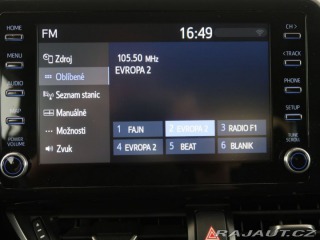 HOME
MENU
AUDIO
MAP
POWER
VOLUME
FM
16:49
Zdroj
Oblíbené
Seznam stanic
Manuálně
Možnosti
Zvuk
105.50 MHz
EVROPA 2
1 FAJN
2 EVROPA 2
3 RADIO F1
4 EVROPA 2
5 BEAT
6 BLANIK
CH >
< TRACK
PHONE
SETUP
TUNE
SCROLL
RAJAUT.CZ